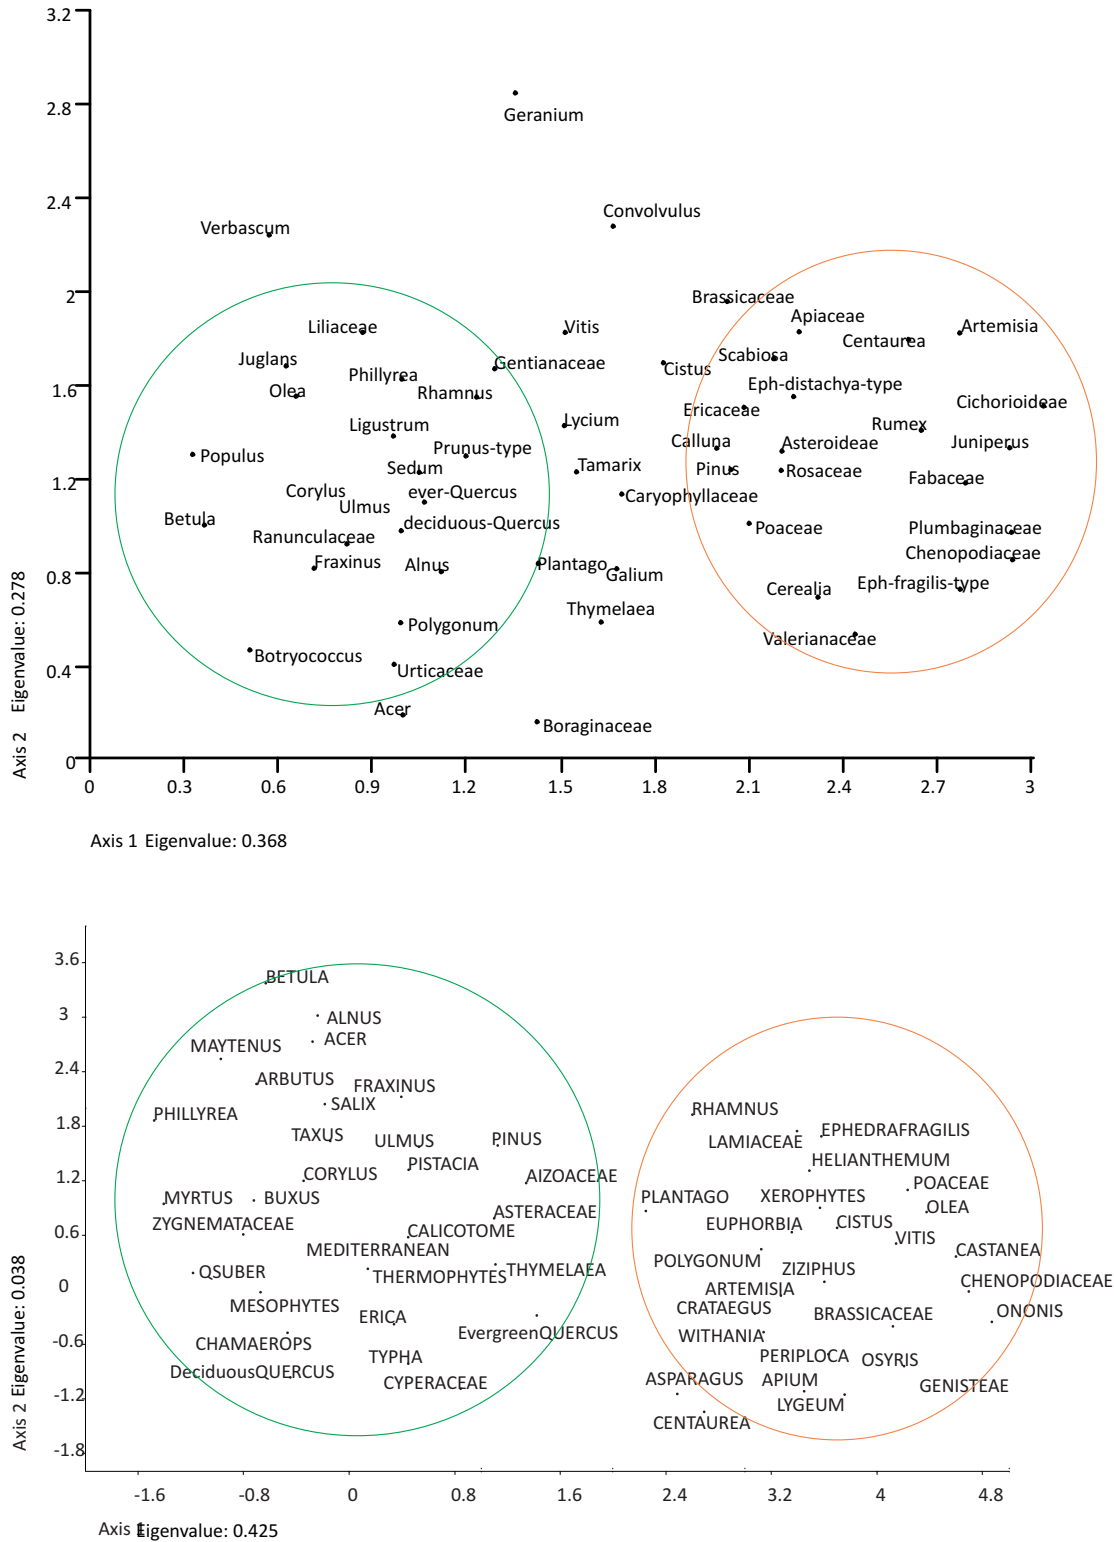 3.2
Geranium
2.8
Convolvulus
2.4
Verbascum
Brassicaceae
2
Apiaceae
Liliaceae
Vitis
Centaurea
Artemisia
Juglans
Gentianaceae
Scabiosa
Cistus
Phillyrea
Eph-distachya-type
1.6
Olea
Rhamnus
Ericaceae
Cichorioideae
Ligustrum
Lycium
Rumex
Prunus-type
Calluna
Asteroideae
Juniperus
Populus
Sedum
Tamarix
Pinus
Rosaceae
Fabaceae
1.2
Corylus
ever-Quercus
Caryophyllaceae
Ulmus
Betula
deciduous-Quercus
Poaceae
Plumbaginaceae
Ranunculaceae
Chenopodiaceae
Fraxinus
Alnus
Plantago
Galium
0.8
Cerealia
Eph-fragilis-type
Thymelaea
Polygonum
Valerianaceae
Botryococcus
Urticaceae
0.4
Acer
Boraginaceae
0
Axis 2 Eigenvalue: 0.278
0 0.3 0.6 0.9 1.2 1.5 1.8 2.1 2.4 2.7 3
Axis 1 Eigenvalue: 0.368
3.6
BETULA
3
ALNUS
ACER
MAYTENUS
2.4
ARBUTUS
FRAXINUS
SALIX
PHILLYREA
RHAMNUS
1.8
TAXUS
ULMUS
PINUS
LAMIACEAE
EPHEDRAFRAGILIS
PISTACIA
HELIANTHEMUM
1.2
CORYLUS
AIZOACEAE
POACEAE
MYRTUS
BUXUS
PLANTAGO
XEROPHYTES
OLEA
ASTERACEAE
ZYGNEMATACEAE
EUPHORBIA
CISTUS
0.6
CALICOTOME
VITIS
MEDITERRANEAN
CASTANEA
POLYGONUM
QSUBER
THERMOPHYTES
THYMELAEA
ZIZIPHUS
CHENOPODIACEAE
0
ARTEMISIA
MESOPHYTES
CRATAEGUS
BRASSICACEAE
ONONIS
ERICA
EvergreenQUERCUS
WITHANIA
-0.6
CHAMAEROPS
TYPHA
PERIPLOCA
OSYRIS
DeciduousQUERCUS
CYPERACEAE
ASPARAGUS
APIUM
GENISTEAE
-1.2
LYGEUM
CENTAUREA
-1.8
Axis 2 Eigenvalue: 0.038
-1.6 -0.8 0 0.8 1.6 2.4 3.2 4 4.8
Axis 1 Eigenvalue: 0.425